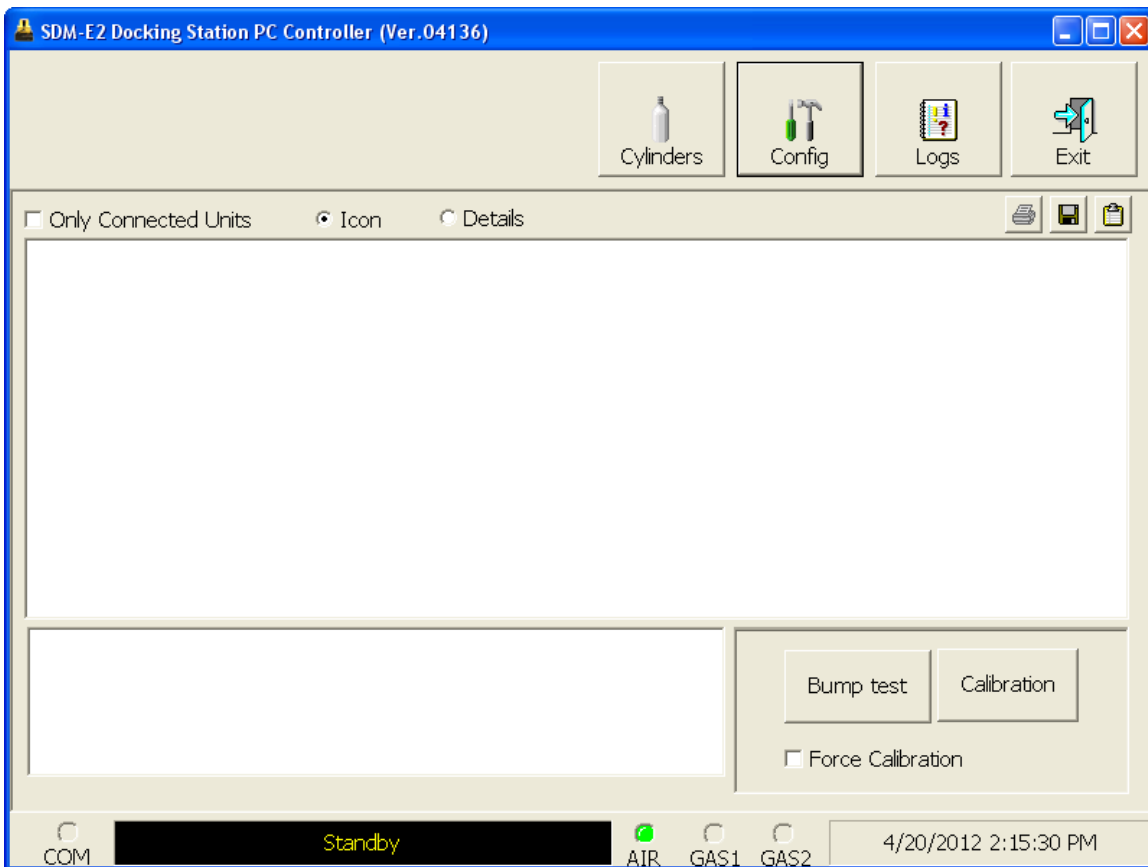 SDM-E2 Docking Station PC Controller (Ver.04136)
Cylinders
Config
Logs
Exit
Only Connected Units
Icon
Details
Bump test
Calibration
Force Calibration
COM
Standby
AIR
GAS1
GAS2
4/20/2012 2:15:30 PM